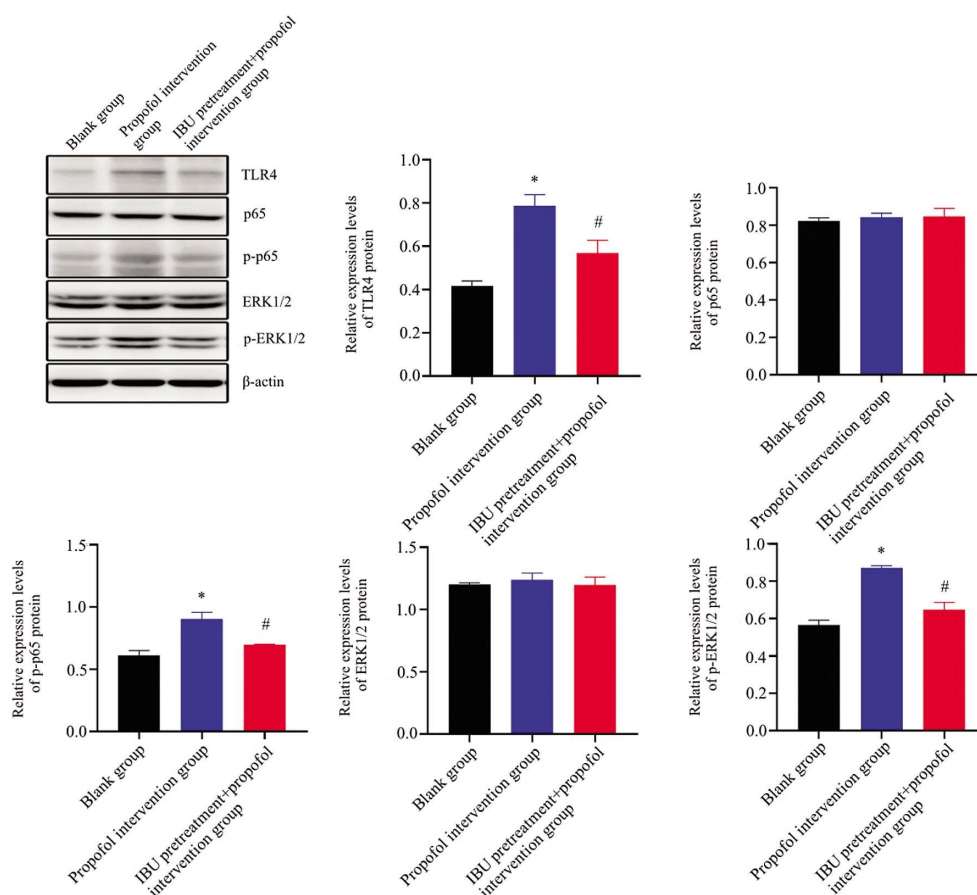 Blank group
Propofol intervention
group
IBU pretreatment+propofol
intervention group
TLR4
p65
p-p65
ERK1/2
p-ERK1/2
β-actin
Relative expression levels
of TLR4 protein
1.0
0.8
0.6
0.4
0.2
0.0
*
#
Blank group
Propofol intervention group
IBU pretreatment+propofol
intervention group
Relative expression levels
of p65 protein
1.0
0.8
0.6
0.4
0.2
0.0
Blank group
Propofol intervention group
IBU pretreatment+propofol
intervention group
Relative expression levels
of p-p65 protein
1.5
1.0
0.5
0.0
*
#
Blank group
Propofol intervention group
IBU pretreatment+propofol
intervention group
Relative expression levels
of ERK1/2 protein
1.5
1.0
0.5
0.0
Blank group
Propofol intervention group
IBU pretreatment+propofol
intervention group
Relative expression levels
of p-ERK1/2 protein
1.0
0.8
0.6
0.4
0.2
0.0
*
#
Blank group
Propofol intervention group
IBU pretreatment+propofol
intervention group